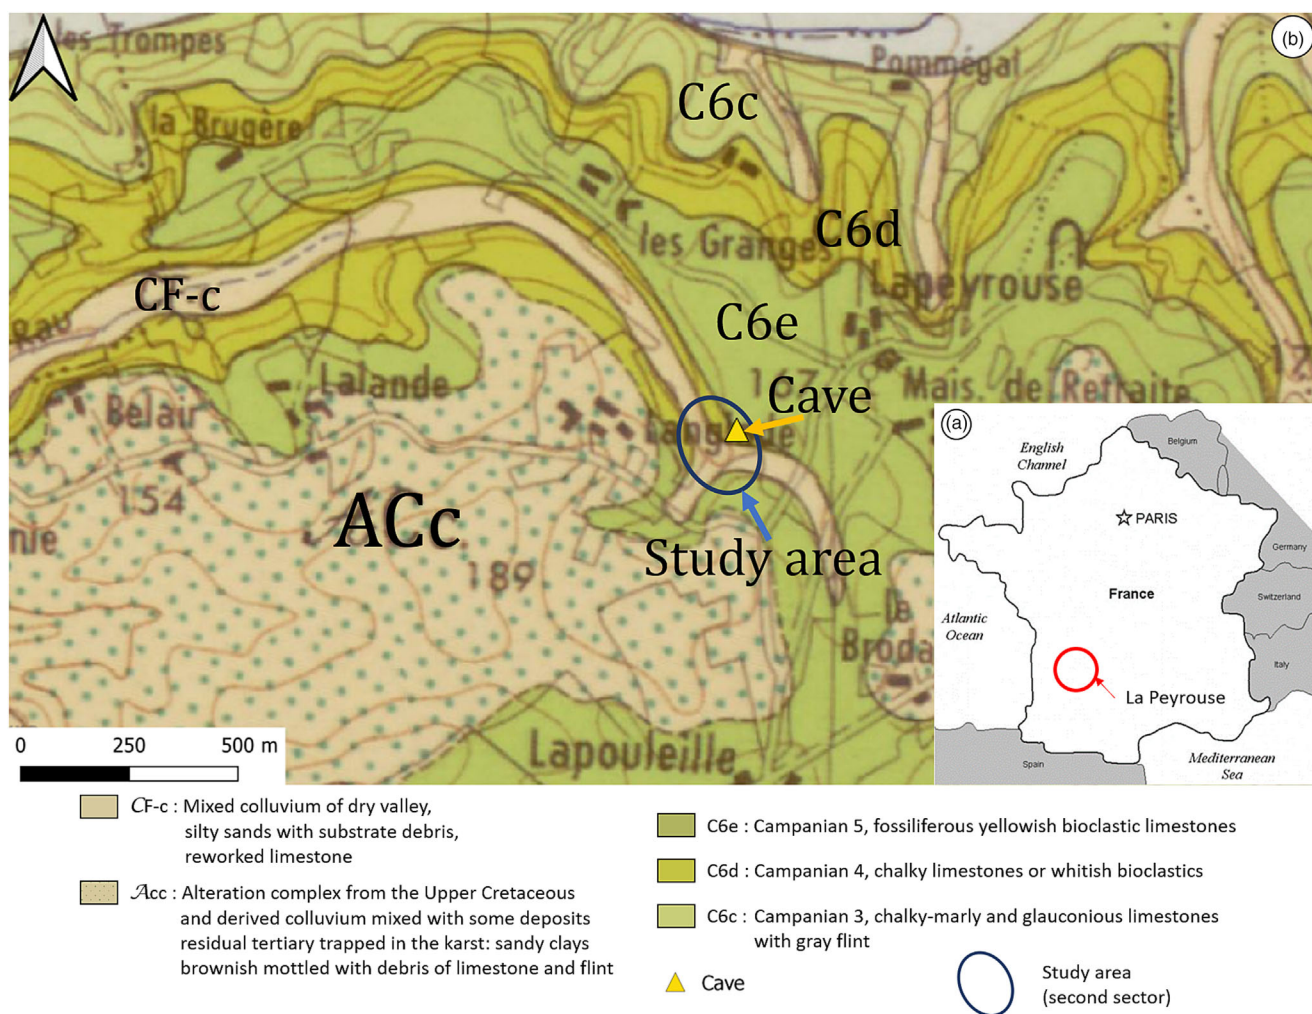 (b)
les Trompes
Pommégal
C6c
la Brugère
C6d
les Granges
Lapeyrouse
CF-c
C6e
167
Lalande
Cave
Mais. de Retraite
Belair
154
ACc
189
Study area
le
Lapouleille
0 250 500 m
(a)
English
Channel
Belgium
PARIS
Germany
France
Switzerland
Atlantic
Ocean
Italy
La Peyrouse
Mediterranean
Sea
Spain
CF-c : Mixed colluvium of dry valley,
silty sands with substrate debris,
reworked limestone
Acc : Alteration complex from the Upper Cretaceous
and derived colluvium mixed with some deposits
residual tertiary trapped in the karst: sandy clays
brownish mottled with debris of limestone and flint
C6e : Campanian 5, fossiliferous yellowish bioclastic limestones
C6d : Campanian 4, chalky limestones or whitish bioclastics
C6c : Campanian 3, chalky-marly and glauconious limestones
with gray flint
Cave
Study area
(second sector)